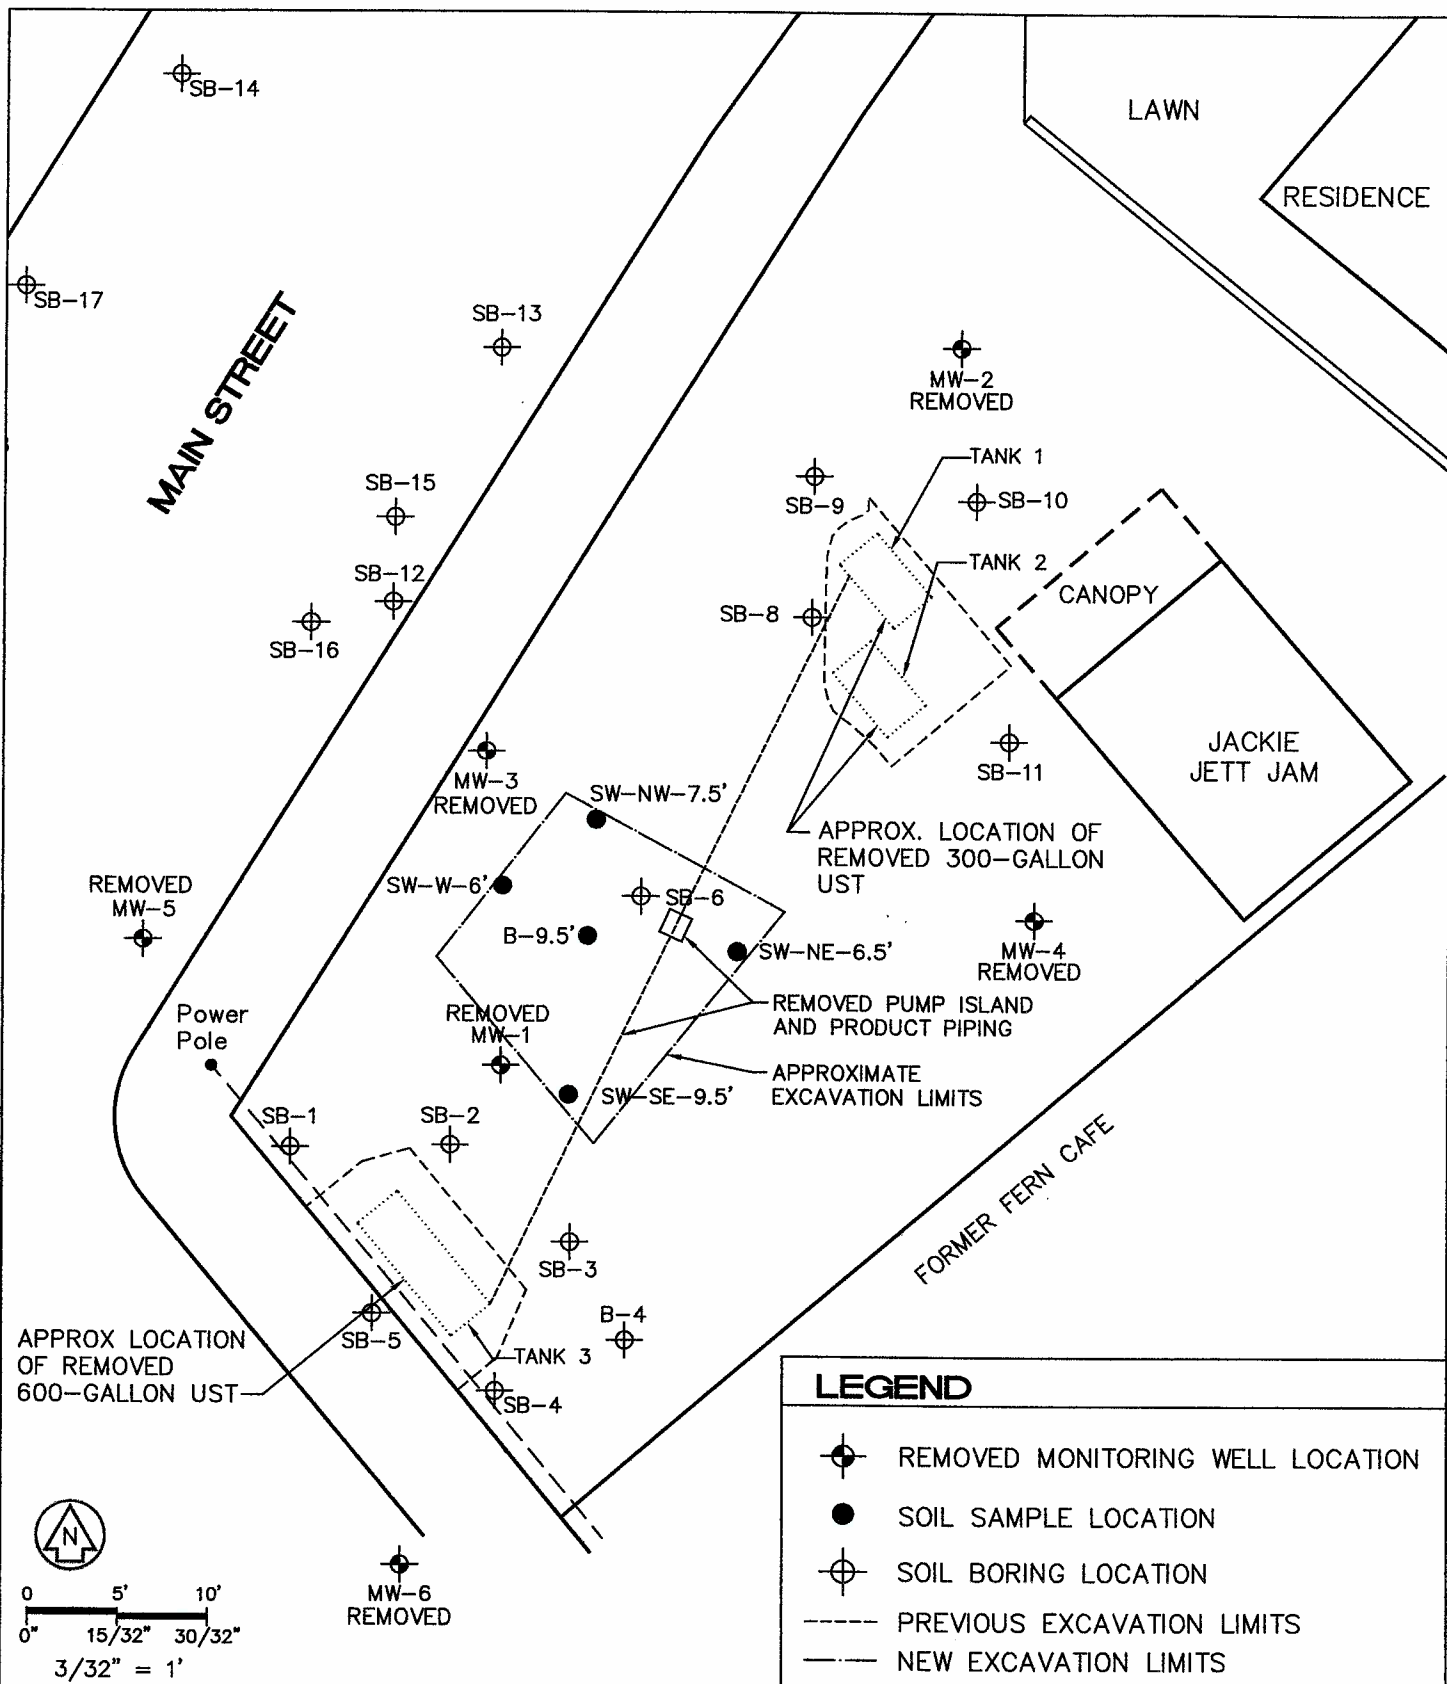 SB-14
LAWN
RESIDENCE
SB-17
MAIN STREET
SB-13
MW-2
REMOVED
TANK 1
SB-15
SB-9
SB-10
TANK 2
SB-12
CANOPY
SB-8
SB-16
JACKIE
JETT JAM
SB-11
MW-3
REMOVED
SW-NW-7.5'
APPROX. LOCATION OF
REMOVED 300-GALLON
UST
SW-W-6'
SB-6
REMOVED
MW-5
B-9.5'
SW-NE-6.5'
MW-4
REMOVED
REMOVED PUMP ISLAND
AND PRODUCT PIPING
REMOVED
MW-1
Power
Pole
APPROXIMATE
EXCAVATION LIMITS
SW-SE-9.5'
SB-1
SB-2
FORMER FERN CAFE
SB-3
B-4
SB-5
APPROX LOCATION
OF REMOVED
600-GALLON UST
TANK 3
SB-4
LEGEND
REMOVED MONITORING WELL LOCATION
SOIL SAMPLE LOCATION
SOIL BORING LOCATION
PREVIOUS EXCAVATION LIMITS
NEW EXCAVATION LIMITS
N
0 5' 10'
0" 15/32" 30/32"
3/32" = 1'
MW-6
REMOVED